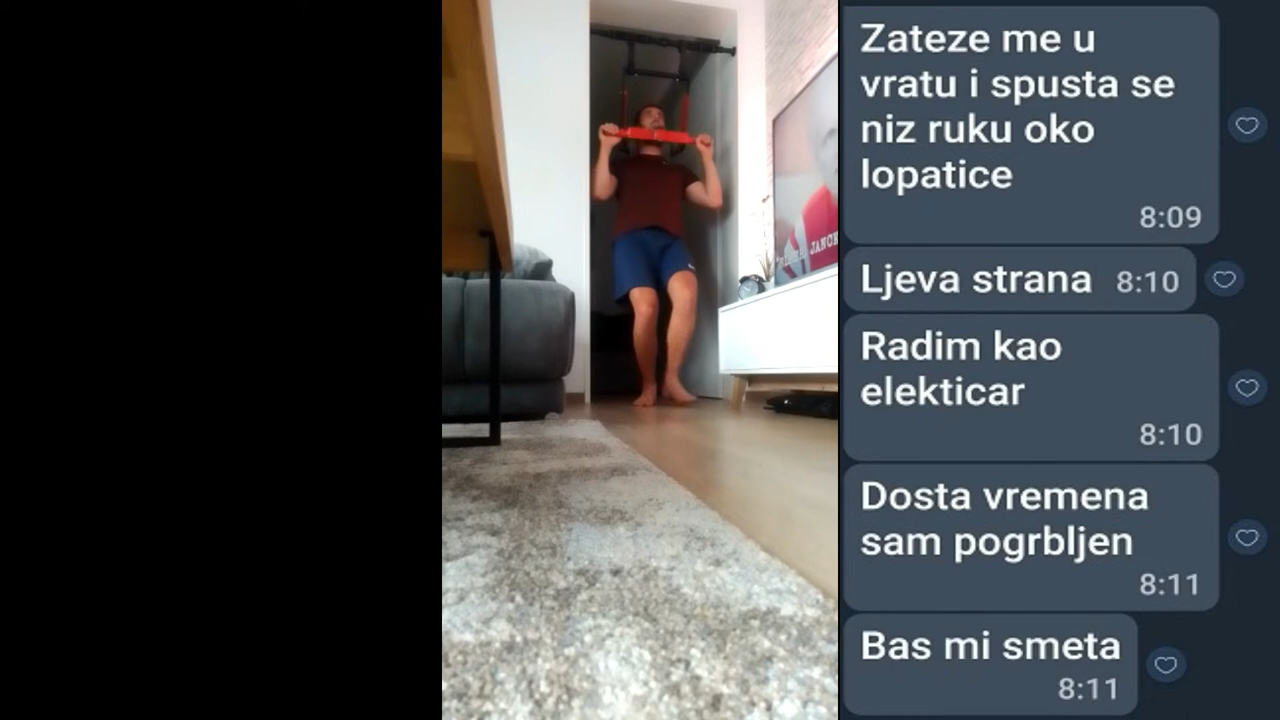 Zateze me u
vratu i spusta se
niz ruku oko
lopatice
8:09
Ljeva strana 8:10
Radim kao
elekticar
8:10
Dosta vremena
sam pogrbljen
8:11
Bas mi smeta
8:11